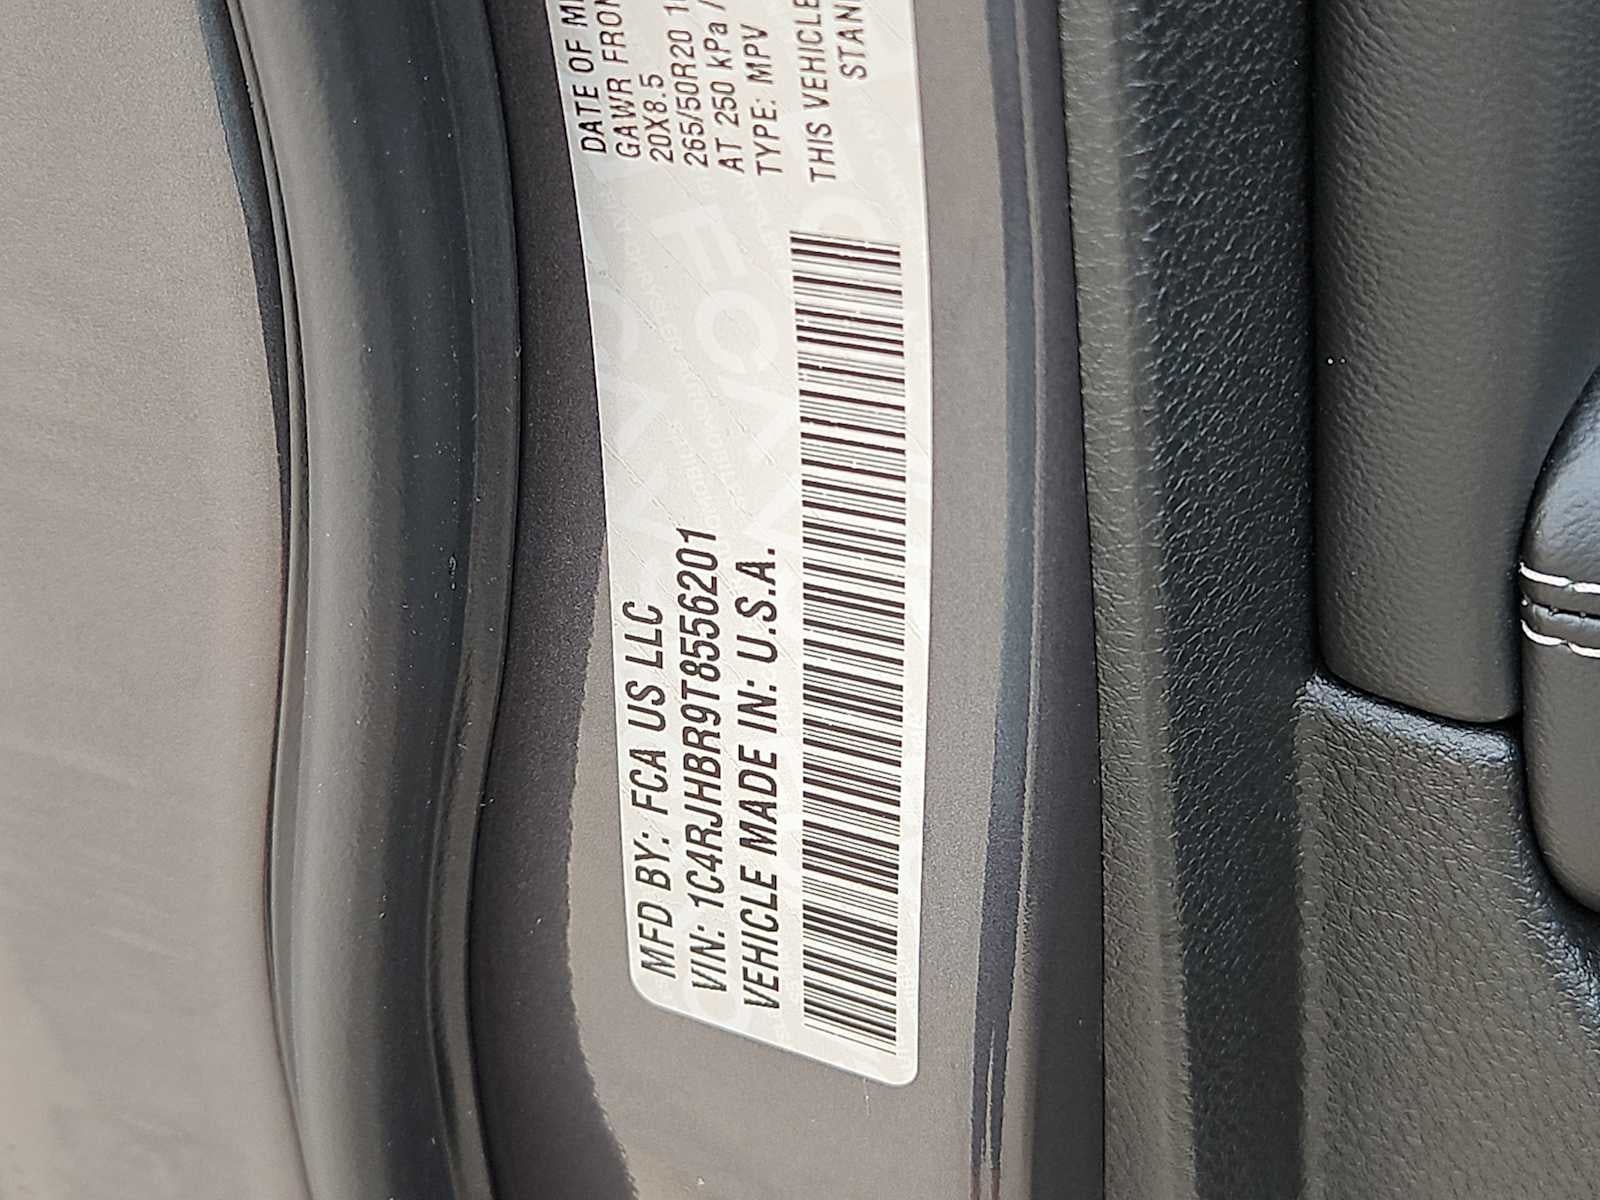 MFD BY: FCA US LLC
VIN: 1C4RJHBR9T8556201
VEHICLE MADE IN: U.S.A.
DATE OF
GAWR FRON
20X8.5
265/50R20
AT 250 kPa /
TYPE: MPV
THIS VEHICLE
STAN